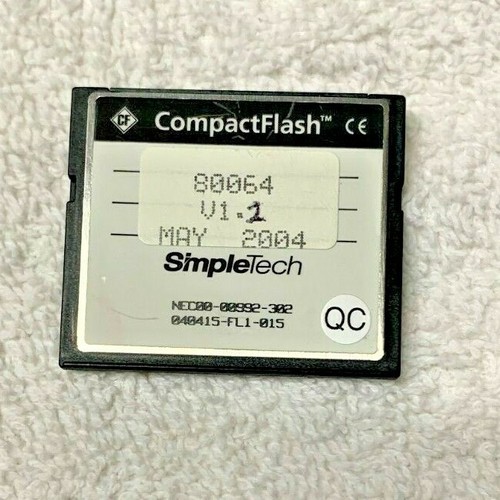 CF CompactFlash™ CE
80064
V1.1
MAY 2004
SimpleTech
NEC00-00992-302
040415-FL1-015
QC